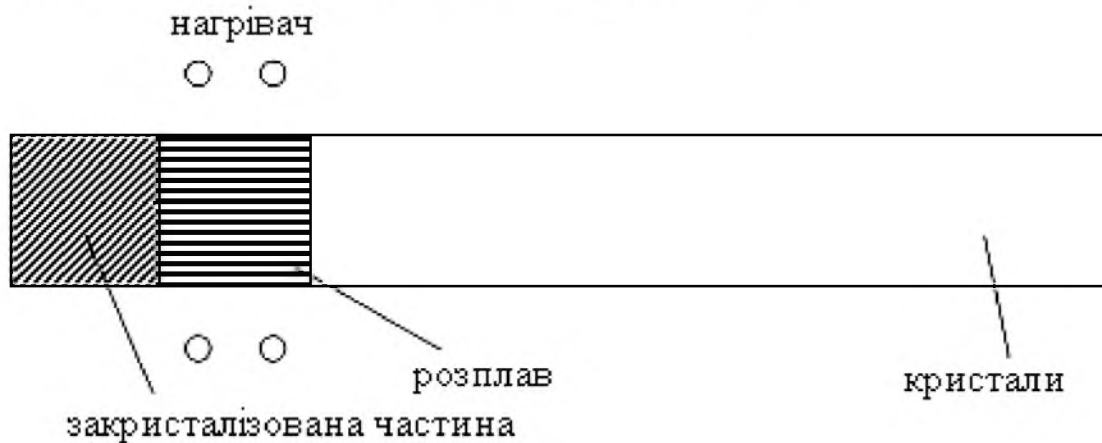 нагрівач
розплав
кристали
закристалізована частина